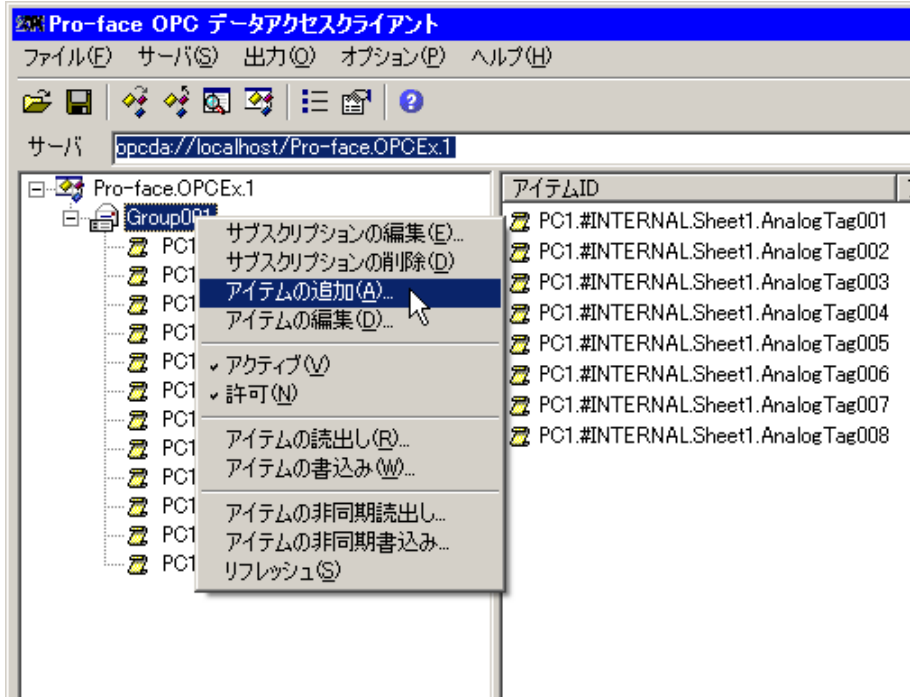 Pro-face OPC データアクセスクライアント
ファイル(F) サーバ(S) 出力(O) オプション(P) ヘルプ(H)
サーバ opcda://localhost/Pro-face.OPCEx.1
Pro-face.OPCEx.1
Group001
PC1
PC1
PC1
PC1
PC1
PC1
PC1
PC1
PC1
PC1
PC1
PC1
サブスクリプションの編集(E)...
サブスクリプションの削除(D)
アイテムの追加(A)...
アイテムの編集(D)...
アクティブ(V)
許可(N)
アイテムの読出し(R)...
アイテムの書込み(W)...
アイテムの非同期読出し...
アイテムの非同期書込み...
リフレッシュ(S)
アイテムID
PC1.#INTERNAL.Sheet1.AnalogTag001
PC1.#INTERNAL.Sheet1.AnalogTag002
PC1.#INTERNAL.Sheet1.AnalogTag003
PC1.#INTERNAL.Sheet1.AnalogTag004
PC1.#INTERNAL.Sheet1.AnalogTag005
PC1.#INTERNAL.Sheet1.AnalogTag006
PC1.#INTERNAL.Sheet1.AnalogTag007
PC1.#INTERNAL.Sheet1.AnalogTag008